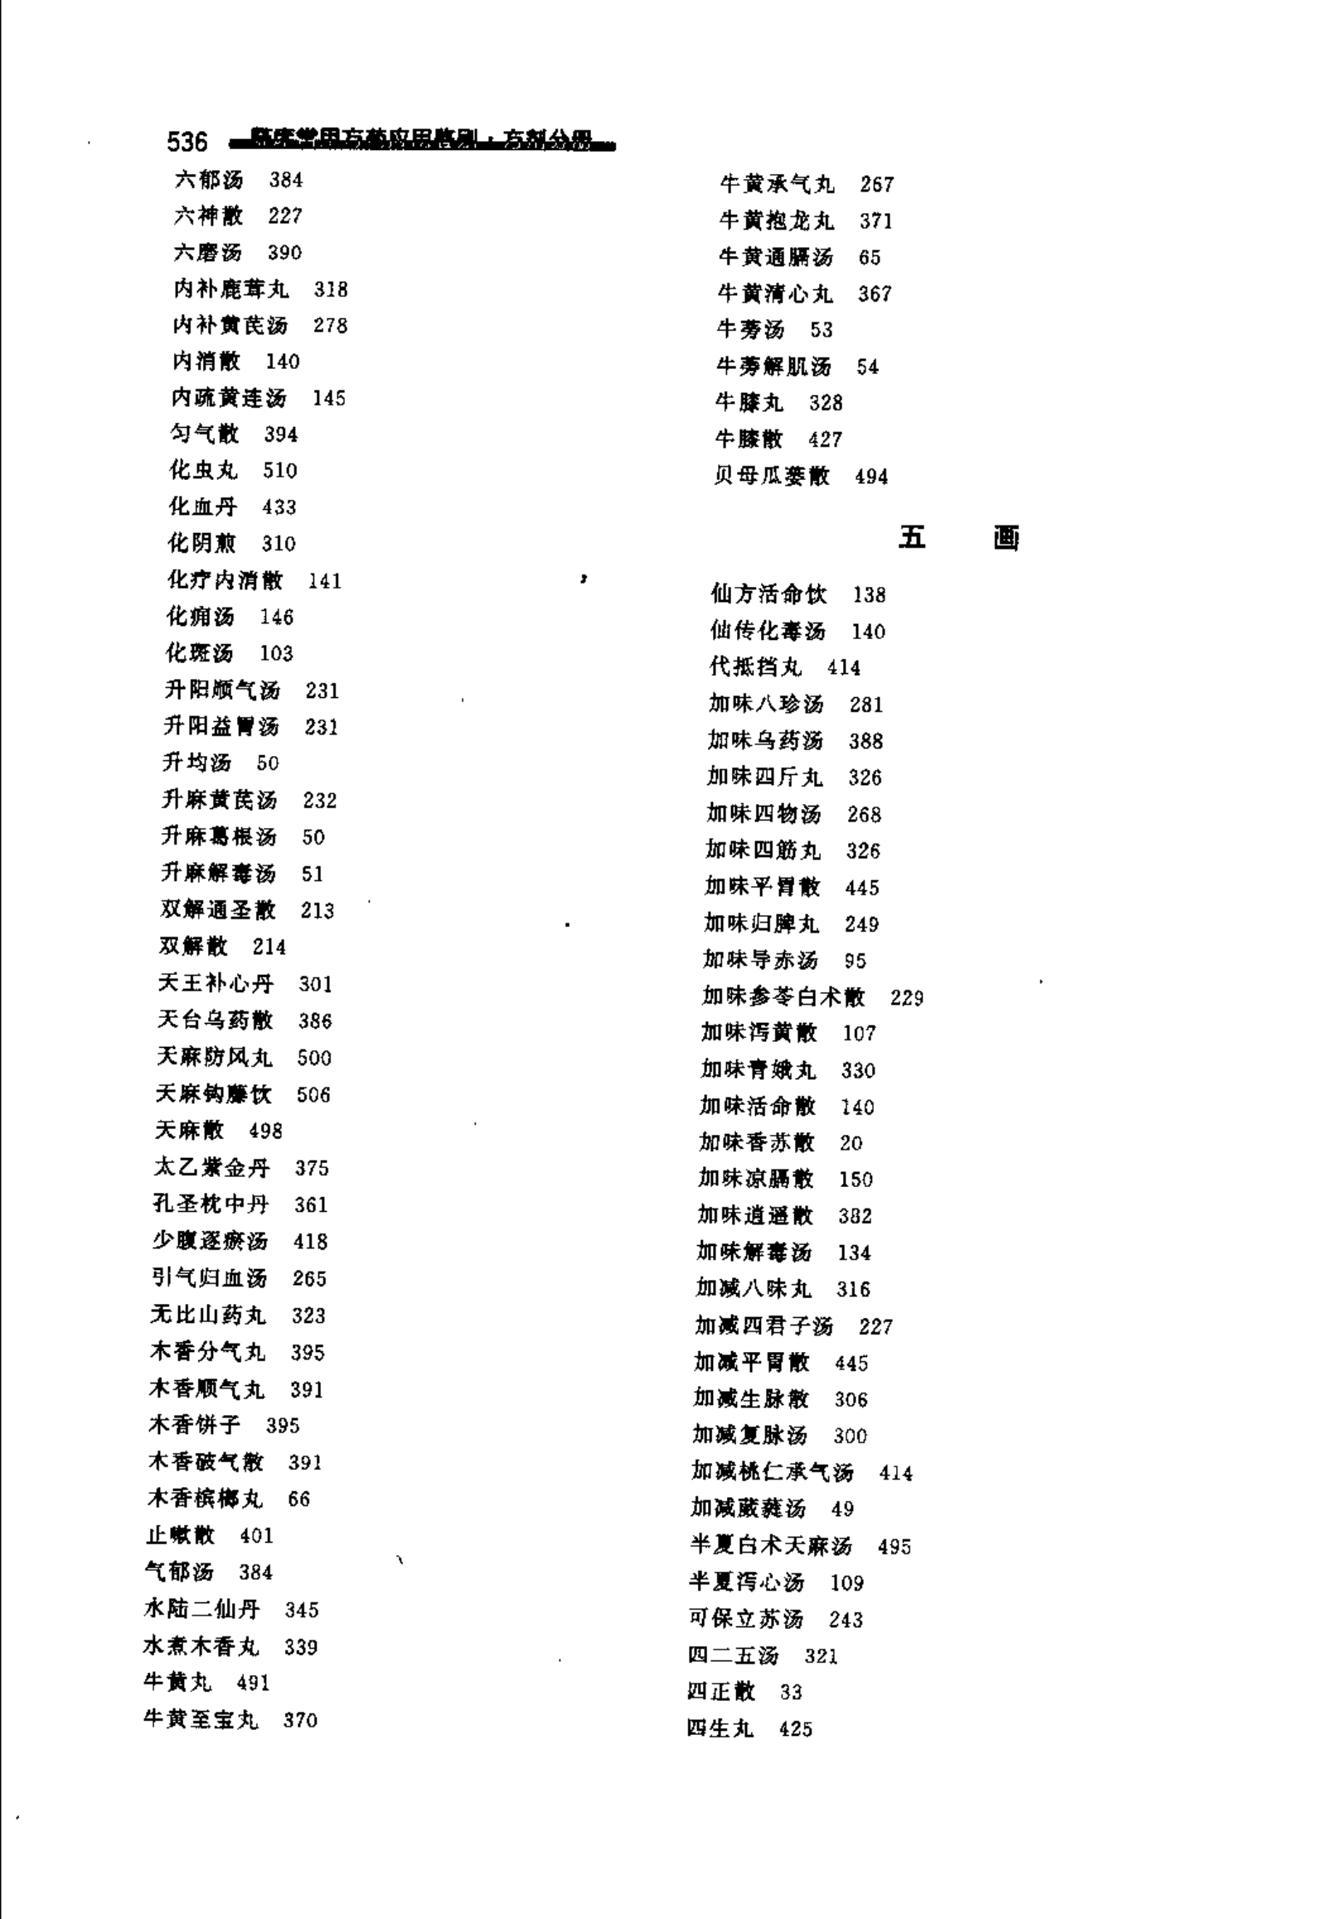 536 临床常用方药应用鉴别·方剂分册
六郁汤 384
六神散 227
六磨汤 390
内补鹿茸丸 318
内补黄芪汤 278
内消散 140
内疏黄连汤 145
匀气散 394
化虫丸 510
化血丹 433
化阴煎 310
化疗内消散 141
化痈汤 146
化斑汤 103
升阳顺气汤 231
升阳益胃汤 231
升均汤 50
升麻黄芪汤 232
升麻葛根汤 50
升麻解毒汤 51
双解通圣散 213
双解散 214
天王补心丹 301
天台乌药散 386
天麻防风丸 500
天麻钩藤饮 506
天麻散 498
太乙紫金丹 375
孔圣枕中丹 361
少腹逐瘀汤 418
引气归血汤 265
无比山药丸 323
木香分气丸 395
木香顺气丸 391
木香饼子 395
木香破气散 391
木香槟榔丸 66
止嗽散 401
气郁汤 384
水陆二仙丹 345
水煮木香丸 339
牛黄丸 491
牛黄至宝丸 370
牛黄承气丸 267
牛黄抱龙丸 371
牛黄通膈汤 65
牛黄清心丸 367
牛蒡汤 53
牛蒡解肌汤 54
牛膝丸 328
牛膝散 427
贝母瓜蒌散 494
五 画
仙方活命饮 138
仙传化毒汤 140
代抵挡丸 414
加味八珍汤 281
加味乌药汤 388
加味四斤丸 326
加味四物汤 268
加味四筋丸 326
加味平胃散 445
加味归脾丸 249
加味导赤汤 95
加味参苓白术散 229
加味泻黄散 107
加味青娥丸 330
加味活命散 140
加味香苏散 20
加味凉膈散 150
加味逍遥散 382
加味解毒汤 134
加减八味丸 316
加减四君子汤 227
加减平胃散 445
加减生脉散 306
加减复脉汤 300
加减桃仁承气汤 414
加减葳蕤汤 49
半夏白术天麻汤 495
半夏泻心汤 109
可保立苏汤 243
四二五汤 321
四正散 33
四生丸 425